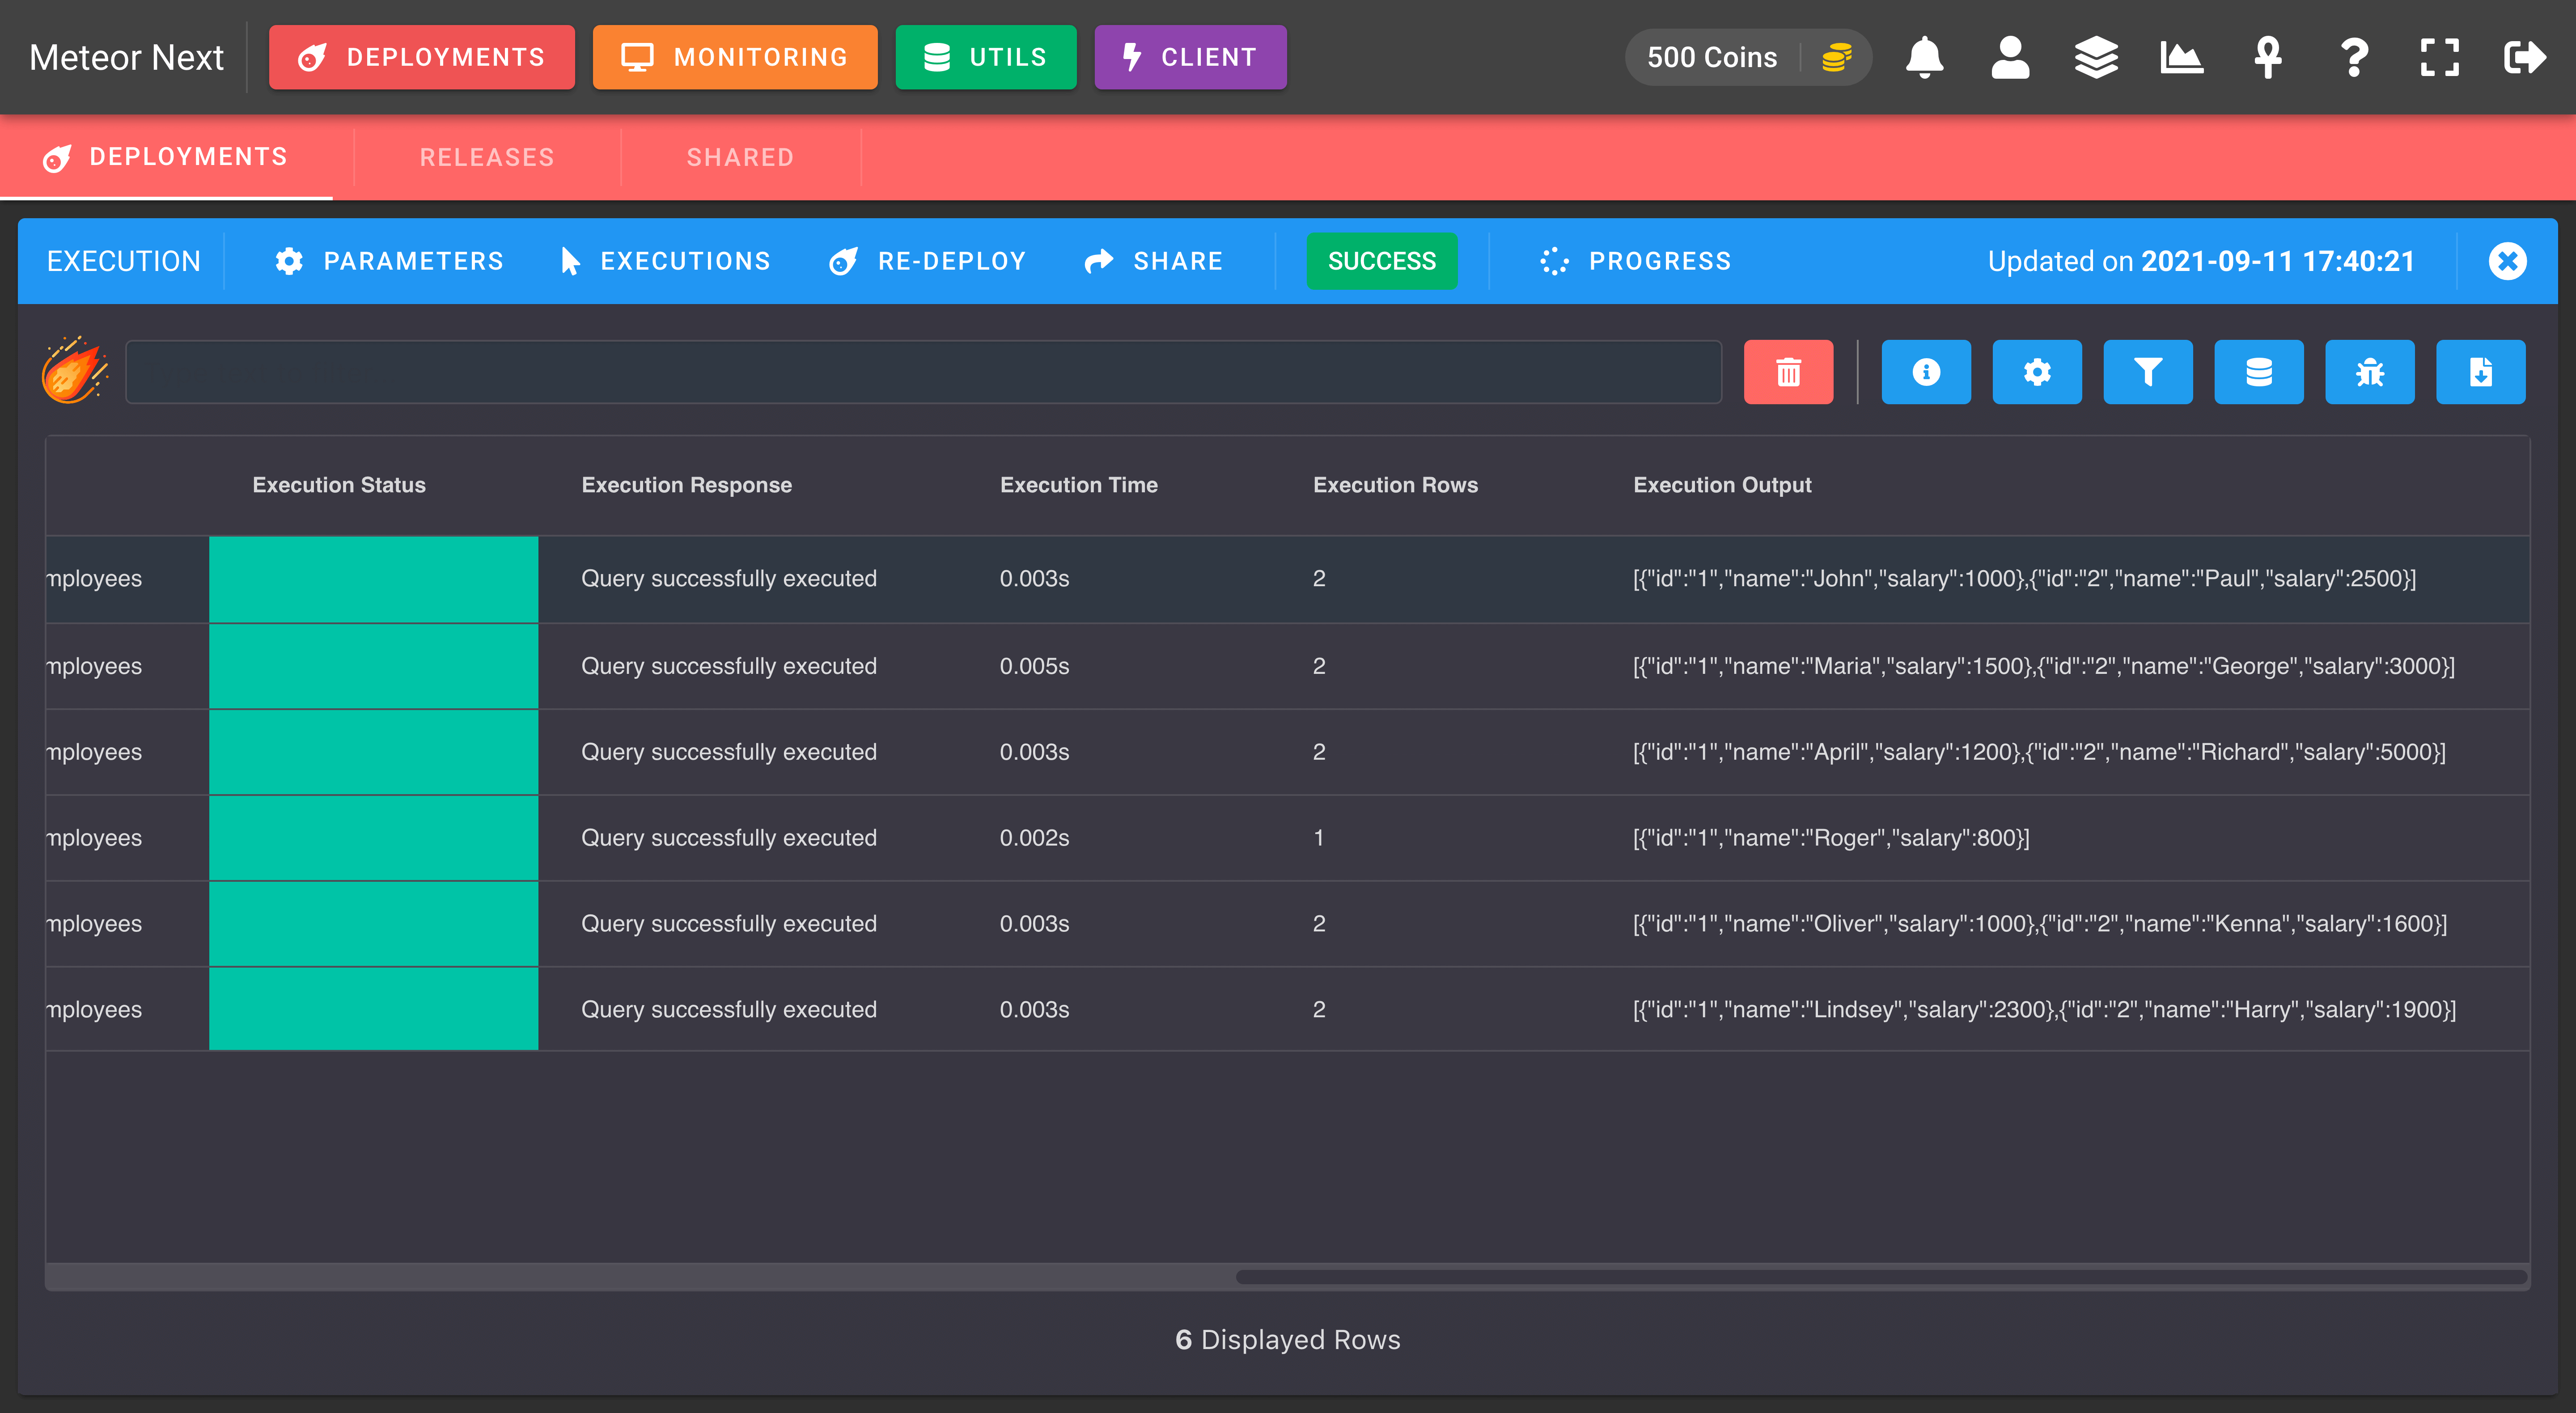 Meteor Next
DEPLOYMENTS
MONITORING
UTILS
CLIENT
500 Coins
DEPLOYMENTS
RELEASES
SHARED
EXECUTION
PARAMETERS
EXECUTIONS
RE-DEPLOY
SHARE
SUCCESS
PROGRESS
Updated on 2021-09-11 17:40:21
Execution Status Execution Response Execution Time Execution Rows Execution Output
mployees Query successfully executed 0.003s 2 [{"id":"1","name":"John","salary":1000},{"id":"2","name":"Paul","salary":2500}]
mployees Query successfully executed 0.005s 2 [{"id":"1","name":"Maria","salary":1500},{"id":"2","name":"George","salary":3000}]
mployees Query successfully executed 0.003s 2 [{"id":"1","name":"April","salary":1200},{"id":"2","name":"Richard","salary":5000}]
mployees Query successfully executed 0.002s 1 [{"id":"1","name":"Roger","salary":800}]
mployees Query successfully executed 0.003s 2 [{"id":"1","name":"Oliver","salary":1000},{"id":"2","name":"Kenna","salary":1600}]
mployees Query successfully executed 0.003s 2 [{"id":"1","name":"Lindsey","salary":2300},{"id":"2","name":"Harry","salary":1900}]
6 Displayed Rows